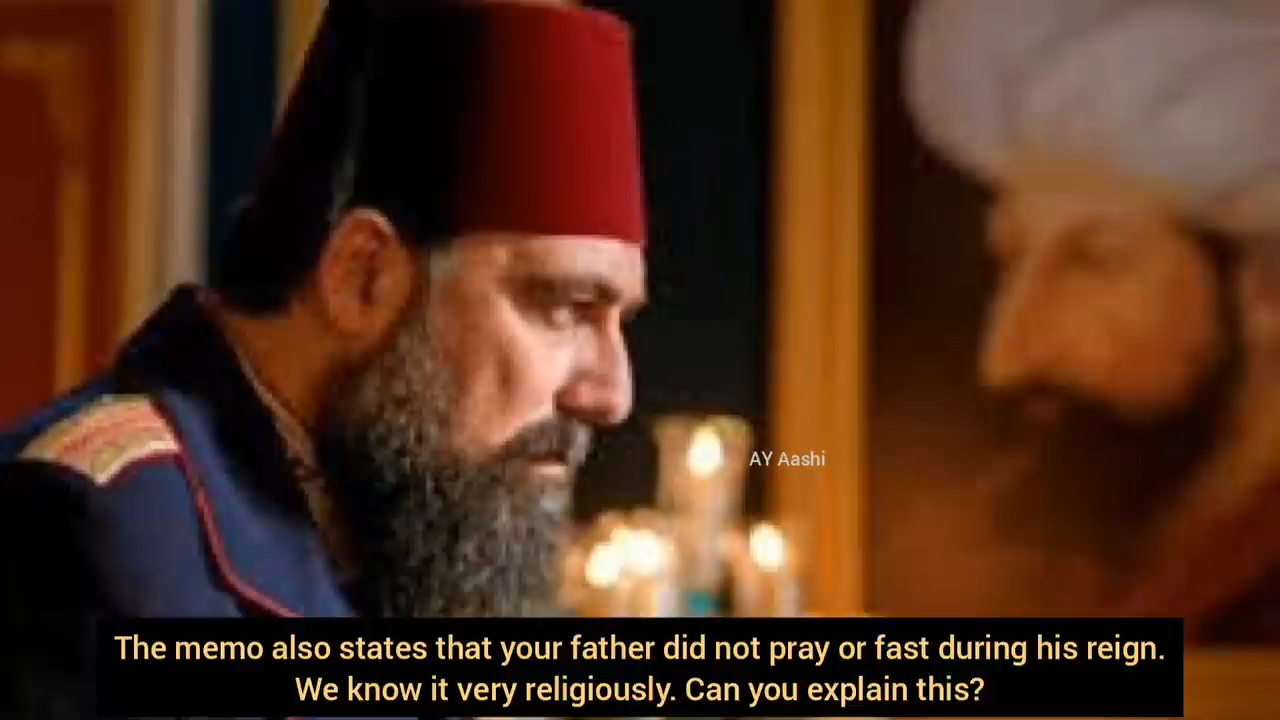 AY Aashi
The memo also states that your father did not pray or fast during his reign.
We know it very religiously. Can you explain this?